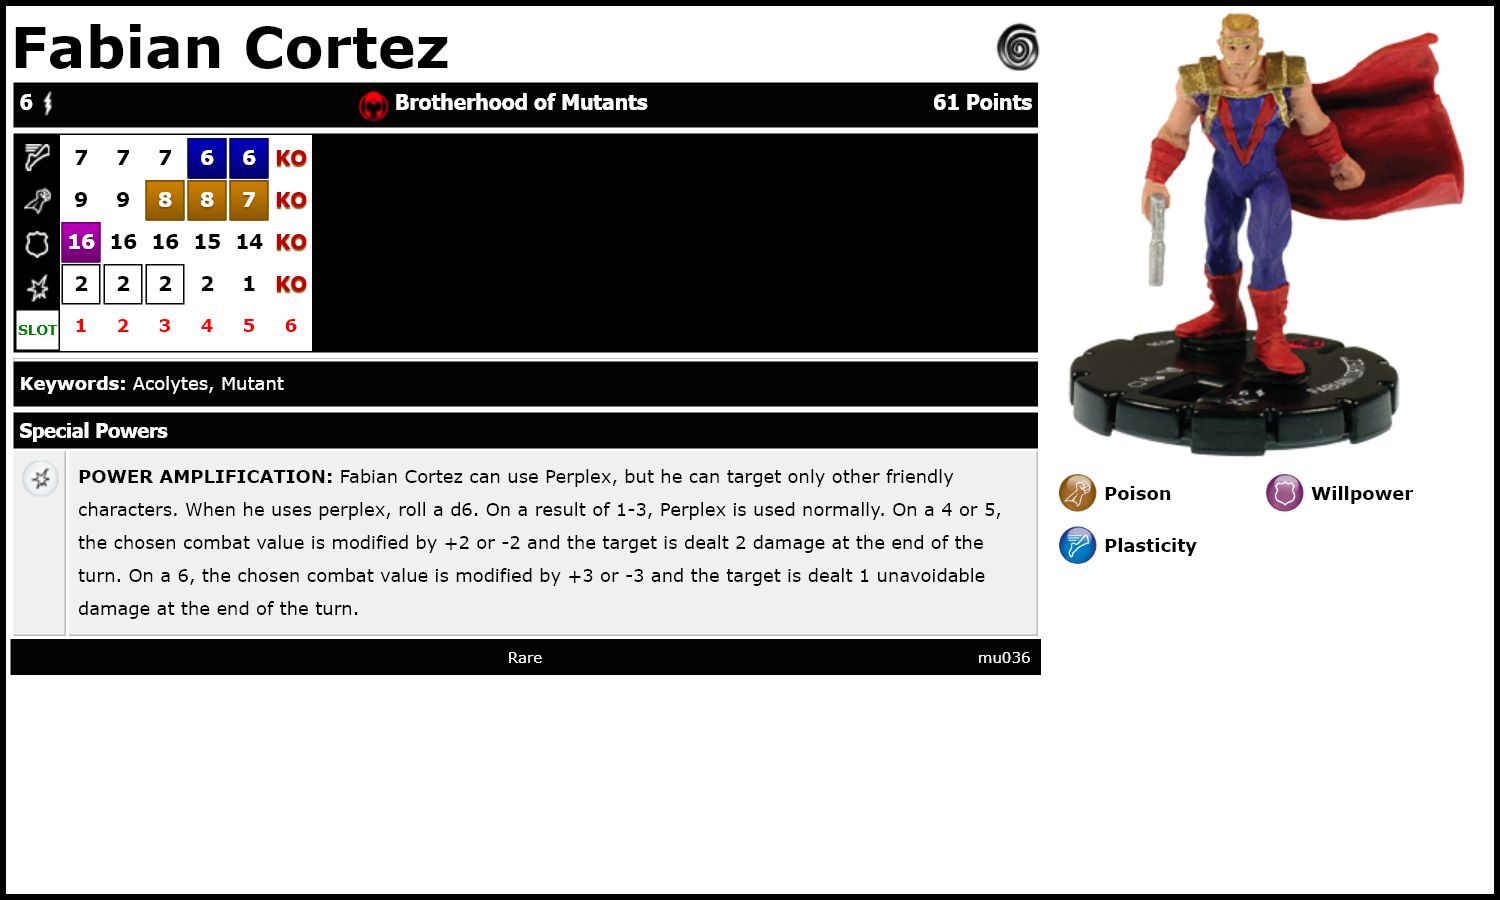 Fabian Cortez
6 Brotherhood of Mutants 61 Points
7 7 7 6 6 KO
9 9 8 8 7 KO
16 16 16 15 14 KO
2 2 2 2 1 KO
SLOT 1 2 3 4 5 6
Keywords: Acolytes, Mutant
Special Powers
POWER AMPLIFICATION: Fabian Cortez can use Perplex, but he can target only other friendly
characters. When he uses perplex, roll a d6. On a result of 1-3, Perplex is used normally. On a 4 or 5,
the chosen combat value is modified by +2 or -2 and the target is dealt 2 damage at the end of the
turn. On a 6, the chosen combat value is modified by +3 or -3 and the target is dealt 1 unavoidable
damage at the end of the turn.
Rare mu036
FABIAN CORTEZ
Poison Willpower
Plasticity